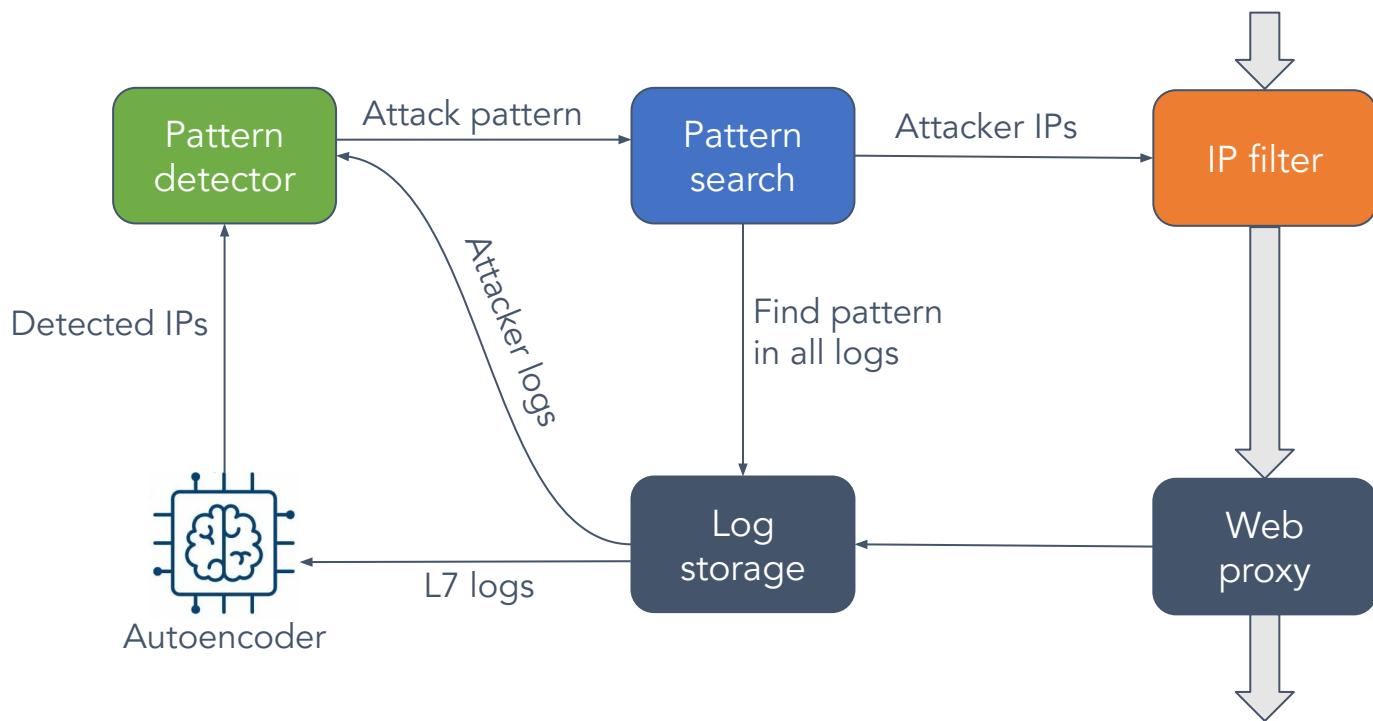 Attack pattern
Attacker IPs
Pattern
detector
Pattern
search
IP filter
Attacker logs
Detected IPs
Find pattern
in all logs
Log
storage
Web
proxy
L7 logs
Autoencoder